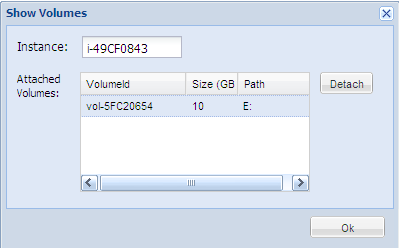 Show Volumes
Instance: i-49CF0843
Attached
Volumes:
VolumeId Size (GB Path
vol-5FC20654 10 E:
Detach
Ok